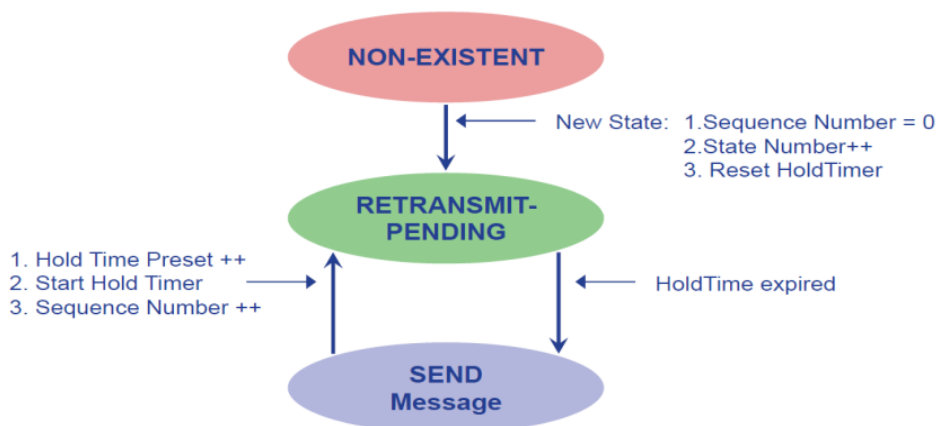 NON-EXISTENT
New State: 1.Sequence Number = 0
2.State Number++
3. Reset HoldTimer
RETRANSMIT-
PENDING
1. Hold Time Preset ++
2. Start Hold Timer
3. Sequence Number ++
HoldTime expired
SEND
Message